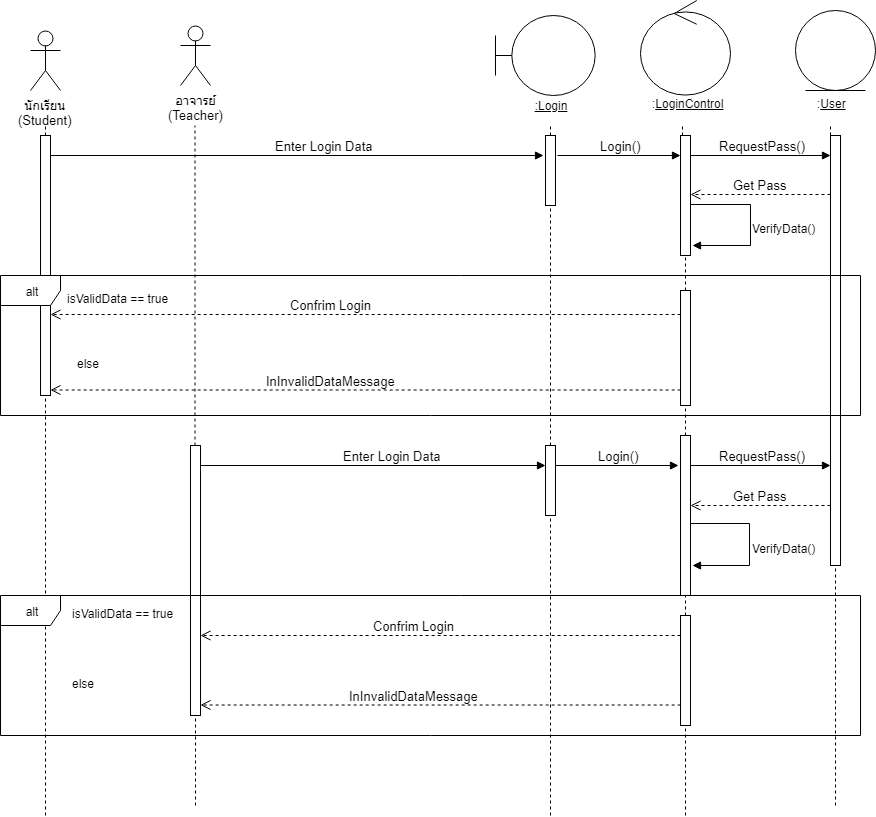 นักเรียน
(Student)
อาจารย์
(Teacher)
:Login
:LoginControl
:User
Enter Login Data
Login()
RequestPass()
Get Pass
VerifyData()
alt
isValidData == true
Confrim Login
else
InInvalidDataMessage
Enter Login Data
Login()
RequestPass()
Get Pass
VerifyData()
alt
isValidData == true
Confrim Login
else
InInvalidDataMessage